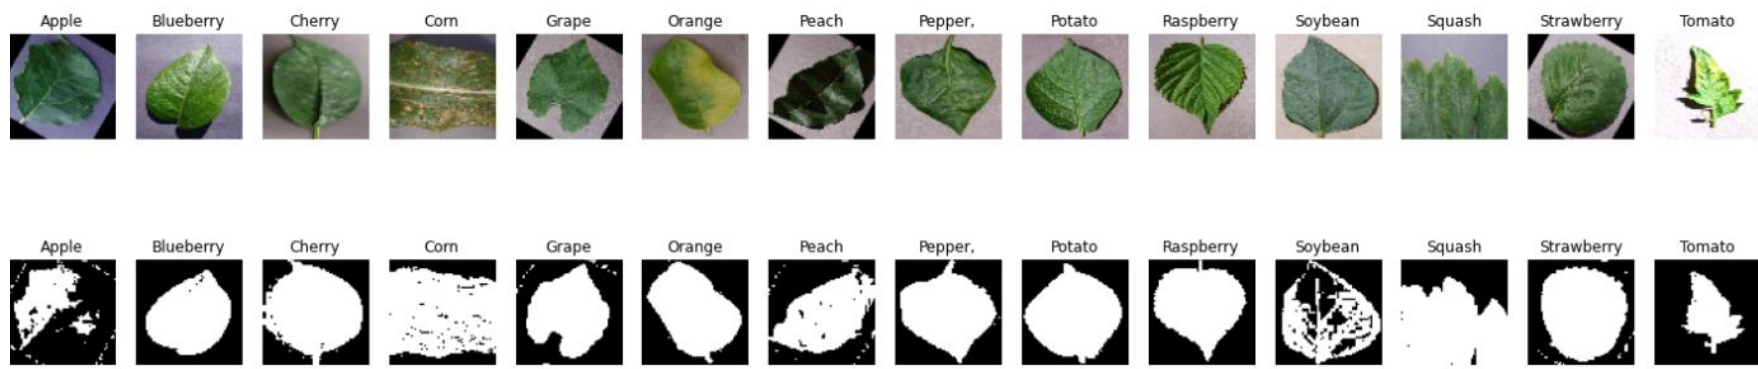 Apple Blueberry Cherry Corn Grape Orange Peach Pepper, Potato Raspberry Soybean Squash Strawberry Tomato
Apple Blueberry Cherry Corn Grape Orange Peach Pepper, Potato Raspberry Soybean Squash Strawberry Tomato